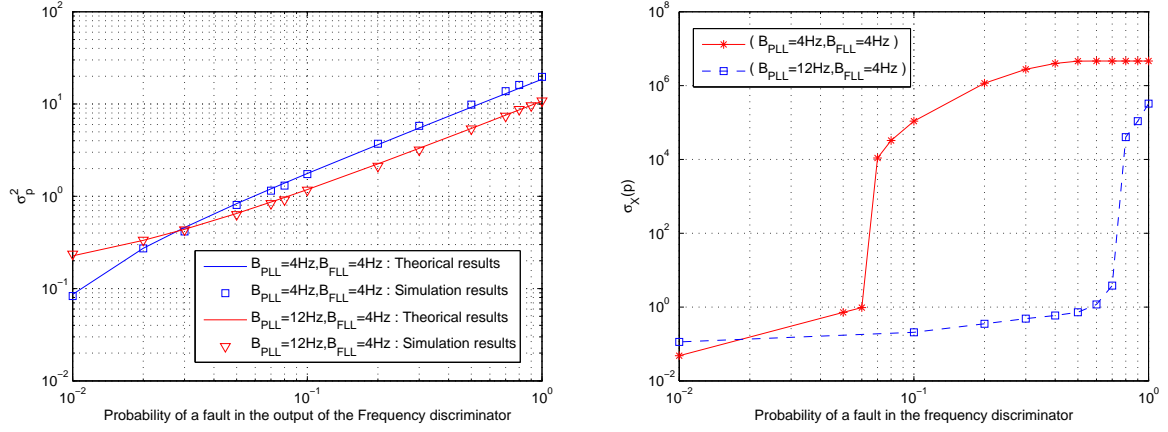 10^2
10^1
10^0
10^-1
10^-2
σ_p^2
10^-2
10^-1
10^0
Probability of a fault in the output of the Frequency discriminator
B_PLL=4Hz,B_FLL=4Hz : Theorical results
B_PLL=4Hz,B_FLL=4Hz : Simulation results
B_PLL=12Hz,B_FLL=4Hz : Theorical results
B_PLL=12Hz,B_FLL=4Hz : Simulation results
10^8
10^6
10^4
10^2
10^0
10^-2
σ_X(p)
10^-2
10^-1
10^0
Probability of a fault in the frequency discriminator
( B_PLL=4Hz,B_FLL=4Hz )
( B_PLL=12Hz,B_FLL=4Hz )